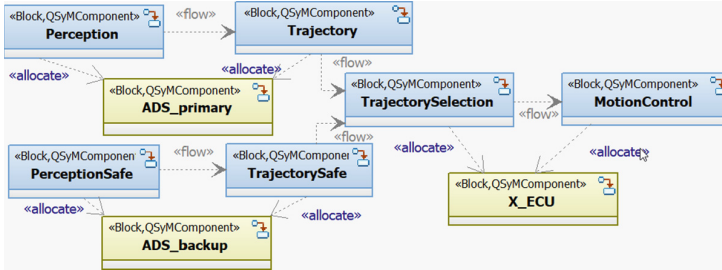 «Block,QSyMComponent»
Perception
«flow»
«Block,QSyMComponent»
Trajectory
«allocate»
«allocate»
«flow»
«Block,QSyMComponent»
ADS_primary
«Block,QSyMComponent»
TrajectorySelection
«flow»
«Block,QSyMComponent»
MotionControl
«flow»
«Block,QSyMComponen
PerceptionSafe
«flow»
«Block,QSyMComponent
TrajectorySafe
«allocate»
«allocate»
«allocate»
«allocate»
«Block,QSyMComponent»
ADS_backup
«Block,QSyMComponent»
X_ECU